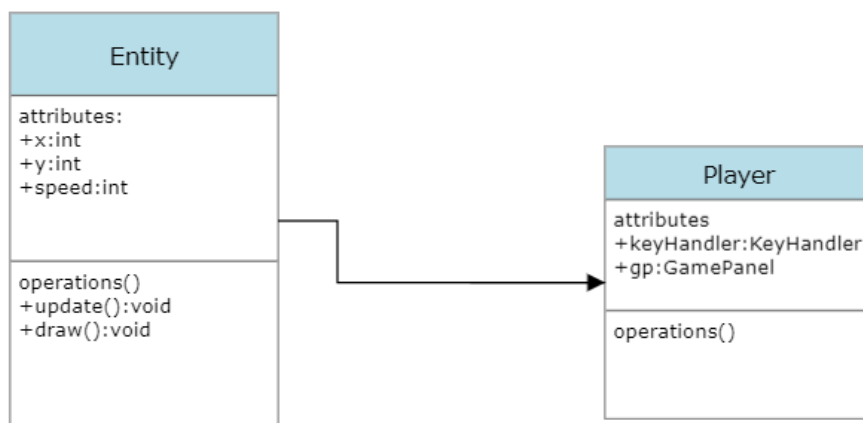 Entity
attributes:
+x:int
+y:int
+speed:int
operations()
+update():void
+draw():void
Player
attributes
+keyHandler:KeyHandler
+gp:GamePanel
operations()